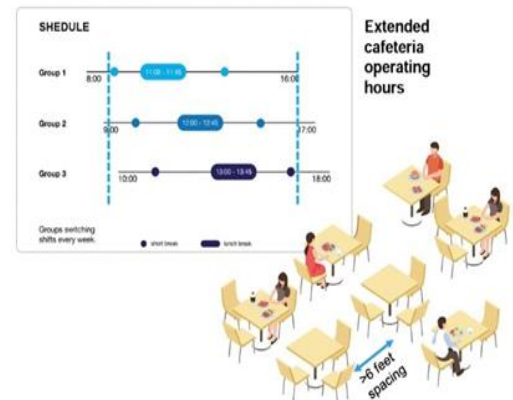 SHEDULE
Extended
cafeteria
operating
hours
Group 1
8:00
11:00 - 11:45
16:00
Group 2
9:00
12:00 - 12:45
17:00
Group 3
10:00
13:00 - 13:45
18:00
Groups switching
shifts every week.
short break
lunch break
>6 feet
spacing